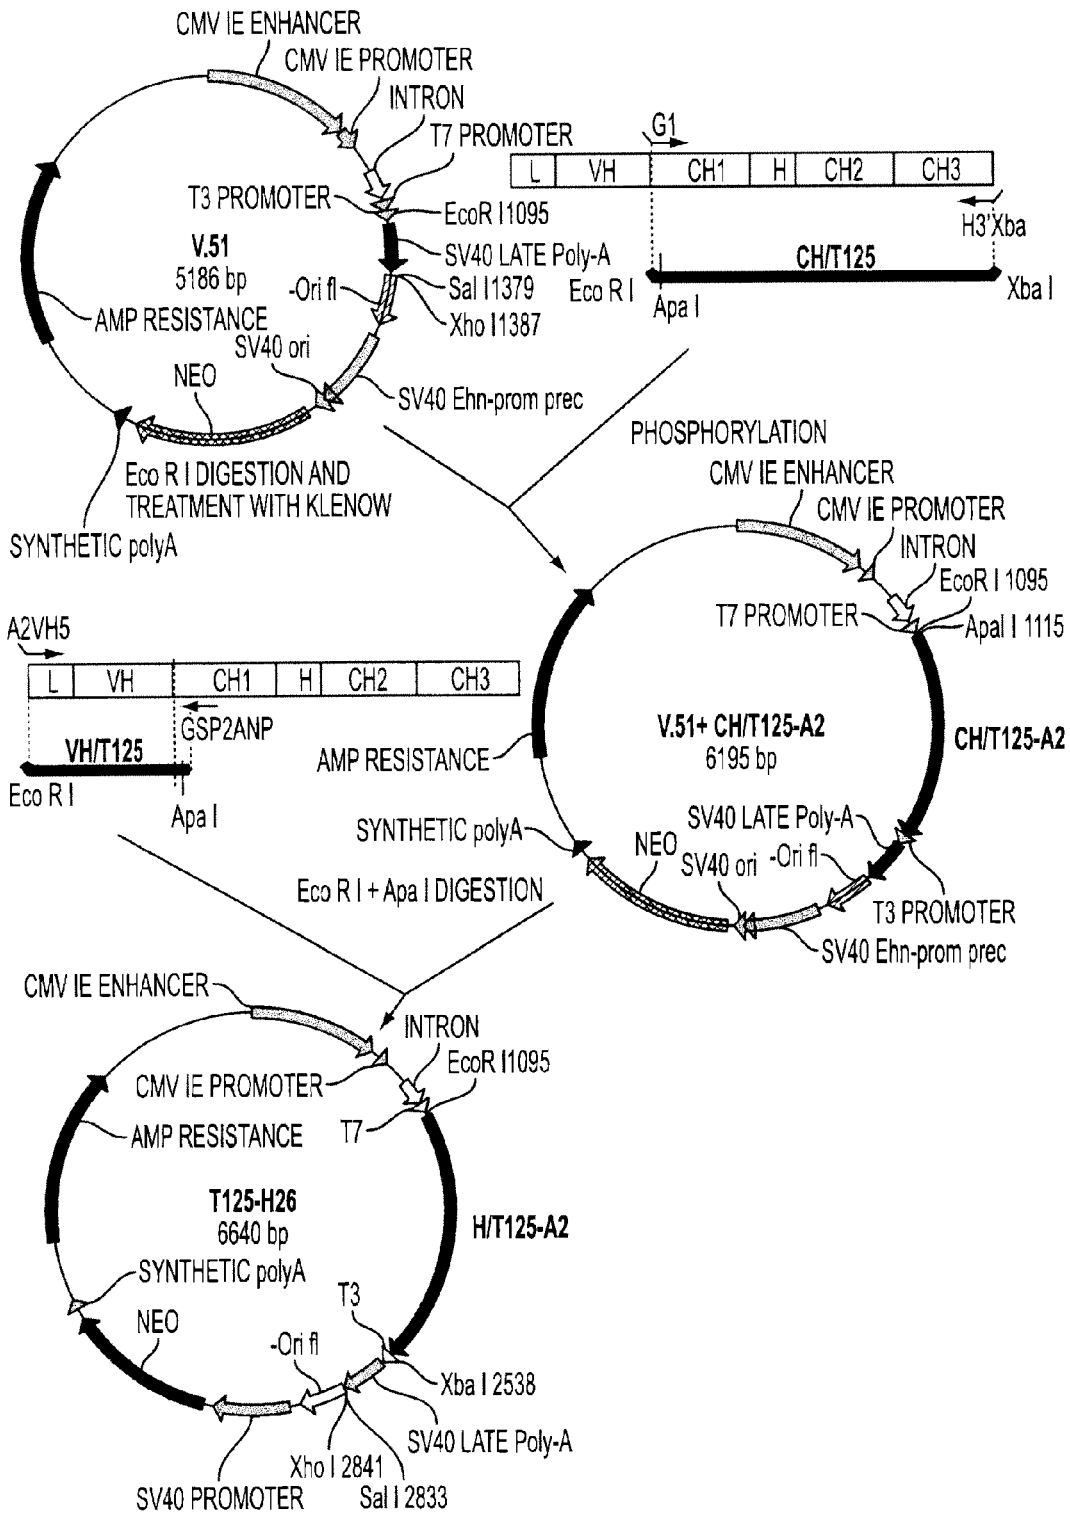 CMV IE ENHANCER
CMV IE PROMOTER
INTRON
T7 PROMOTER
T3 PROMOTER
EcoR I1095
V.51
5186 bp
SV40 LATE Poly-A
-Ori fl
Sal I1379
Xho I1387
AMP RESISTANCE
SV40 ori
NEO
SV40 Ehn-prom prec
Eco R I DIGESTION AND
TREATMENT WITH KLENOW
SYNTHETIC polyA
G1
L VH CH1 H CH2 CH3
H3'Xba
CH/T125
Eco R I
Apa I
Xba I
PHOSPHORYLATION
CMV IE ENHANCER
CMV IE PROMOTER
INTRON
EcoR I 1095
T7 PROMOTER
ApaI I 1115
V.51+ CH/T125-A2
6195 bp
CH/T125-A2
AMP RESISTANCE
SYNTHETIC polyA
SV40 LATE Poly-A
NEO
SV40 ori
-Ori fl
T3 PROMOTER
SV40 Ehn-prom prec
A2VH5
L VH CH1 H CH2 CH3
GSP2ANP
VH/T125
Eco R I
Apa I
Eco R I + Apa I DIGESTION
CMV IE ENHANCER
INTRON
EcoR I1095
CMV IE PROMOTER
T7
AMP RESISTANCE
T125-H26
6640 bp
H/T125-A2
SYNTHETIC polyA
T3
NEO
-Ori fl
Xba I 2538
SV40 LATE Poly-A
Xho I 2841
Sal I 2833
SV40 PROMOTER